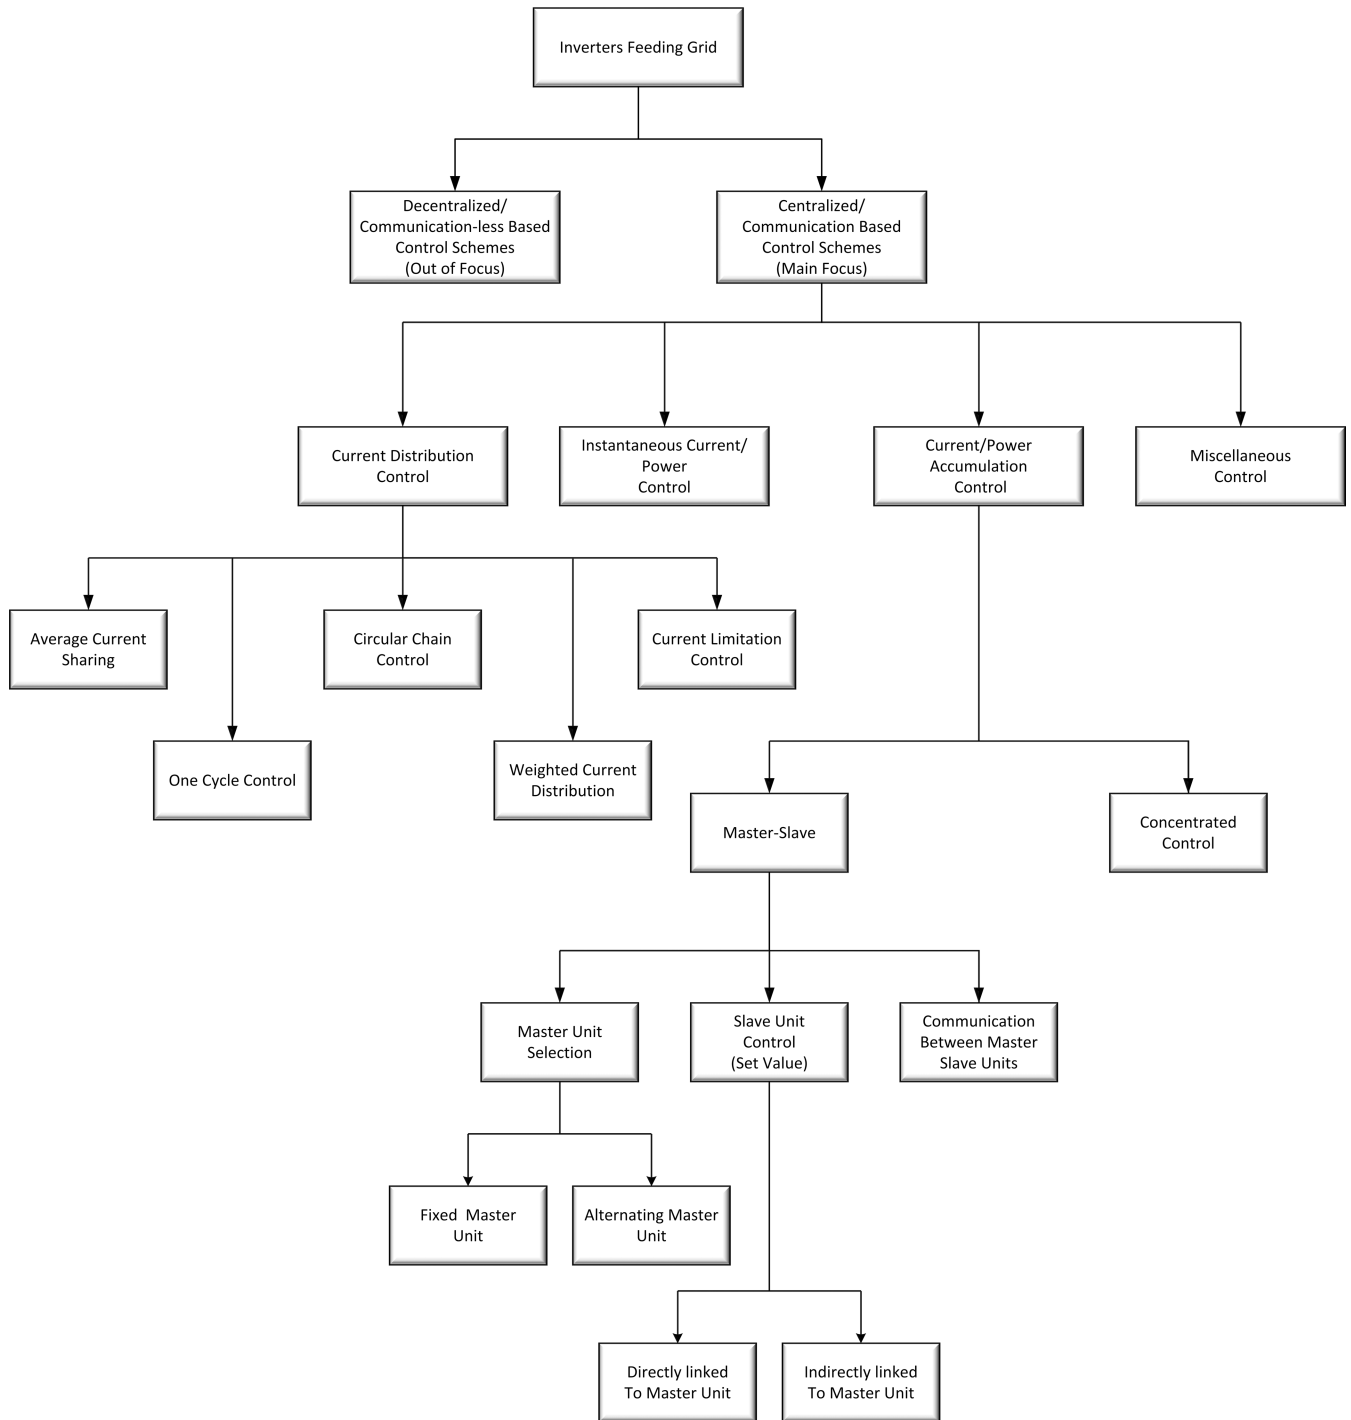 Inverters Feeding Grid
Decentralized/
Communication-less Based
Control Schemes
(Out of Focus)
Centralized/
Communication Based
Control Schemes
(Main Focus)
Current Distribution
Control
Instantaneous Current/
Power
Control
Current/Power
Accumulation
Control
Miscellaneous
Control
Average Current
Sharing
Circular Chain
Control
Current Limitation
Control
One Cycle Control
Weighted Current
Distribution
Master-Slave
Concentrated
Control
Master Unit
Selection
Slave Unit
Control
(Set Value)
Communication
Between Master
Slave Units
Fixed  Master
Unit
Alternating Master
Unit
Directly linked
To Master Unit
Indirectly linked
To Master Unit